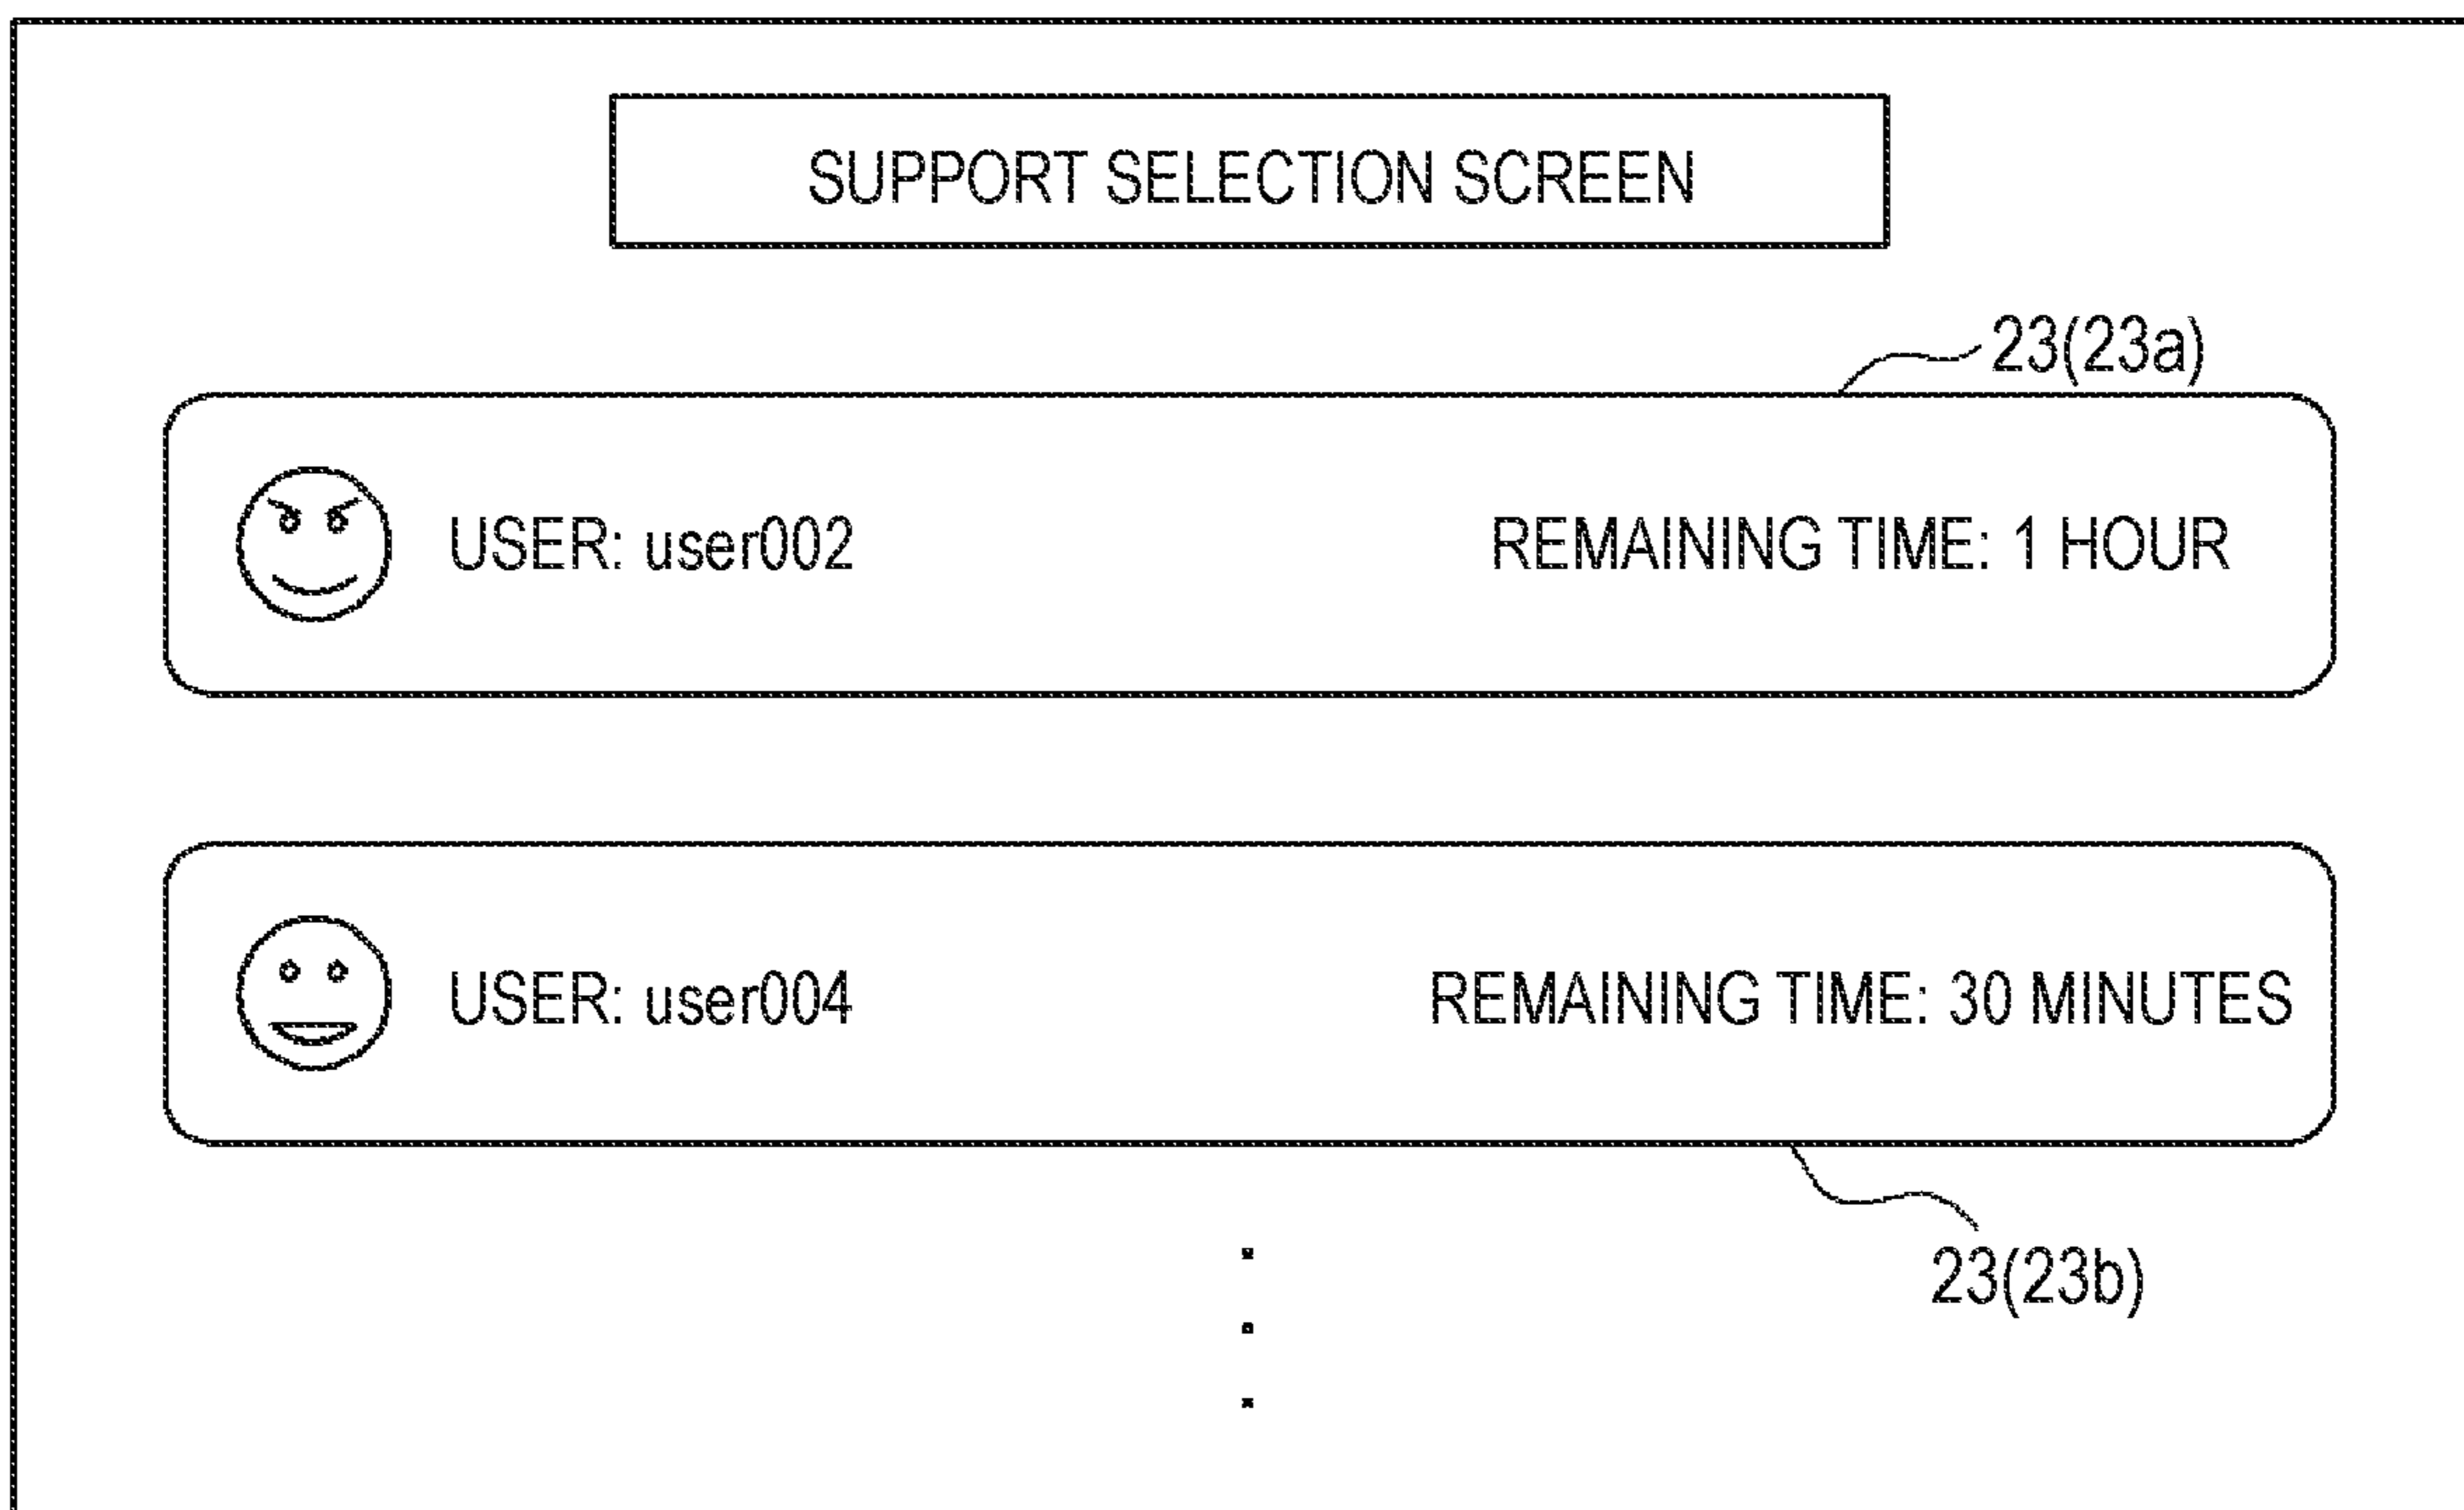 SUPPORT SELECTION SCREEN
23(23a)
USER: user002 REMAINING TIME: 1 HOUR
USER: user004 REMAINING TIME: 30 MINUTES
23(23b)